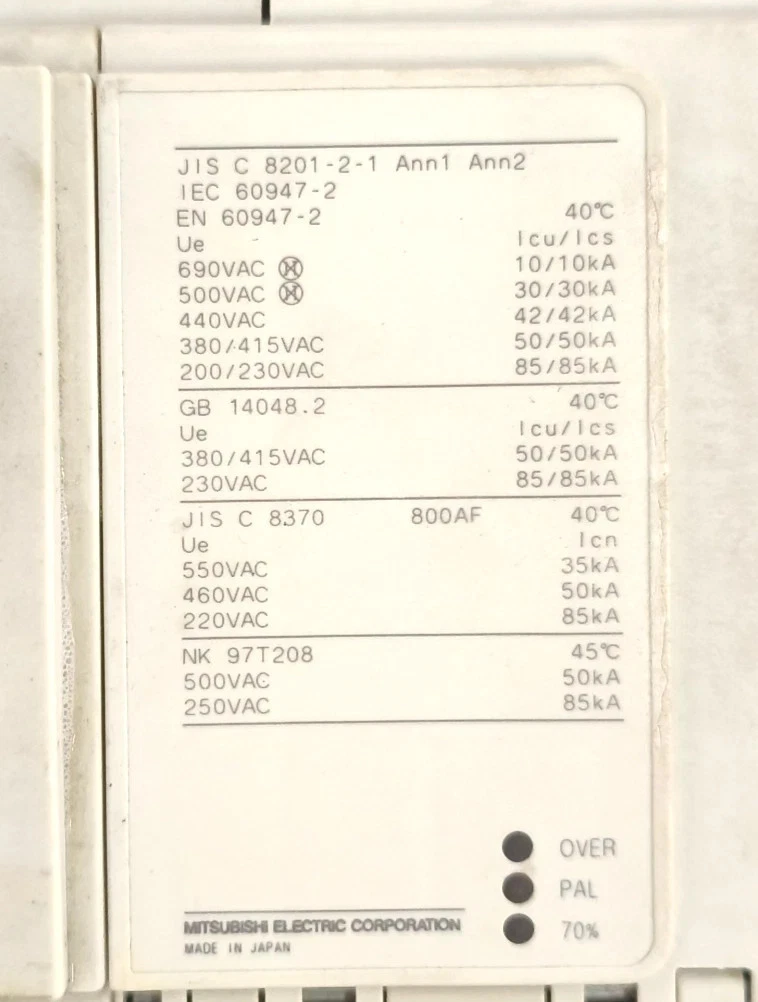 JIS C 8201-2-1 Ann1 Ann2
IEC 60947-2
EN 60947-2 40℃
Ue Icu/Ics
690VAC 10/10kA
500VAC 30/30kA
440VAC 42/42kA
380/415VAC 50/50kA
200/230VAC 85/85kA
GB 14048.2 40℃
Ue Icu/Ics
380/415VAC 50/50kA
230VAC 85/85kA
JIS C 8370 800AF 40℃
Ue Icn
550VAC 35kA
460VAC 50kA
220VAC 85kA
NK 97T208 45℃
500VAC 50kA
250VAC 85kA
OVER
PAL
70%
MITSUBISHI ELECTRIC CORPORATION
MADE IN JAPAN